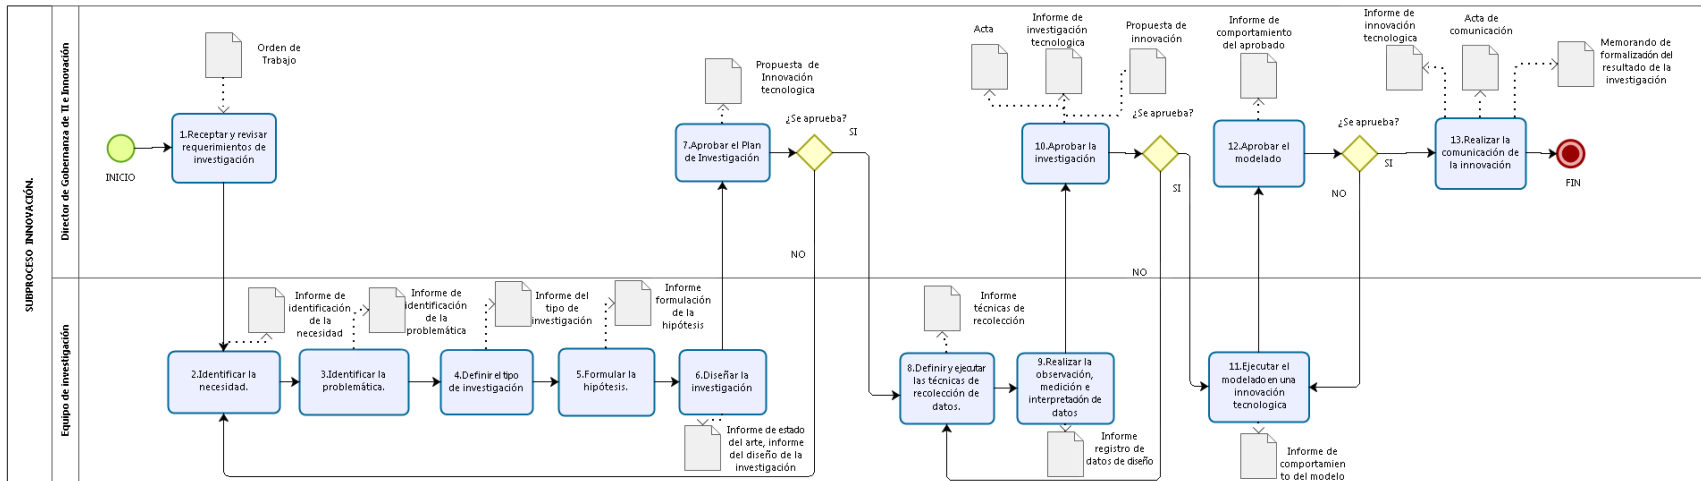 SUBPROCESO INNOVACIÓN.
Director de Gobernanza de TI e Innovación
INICIO
Orden de
Trabajo
1.Receptar y revisar
requerimientos de
investigación
Propuesta de
Innovación
tecnologica
7.Aprobar el Plan
de Investigación
¿Se aprueba?
SI
NO
Acta
Informe de
investigación
tecnologica
Propuesta de
innovación
10.Aprobar la
investigación
¿Se aprueba?
SI
NO
Informe de
comportamiento
del aprobado
12.Aprobar el
modelado
¿Se aprueba?
SI
NO
Informe de
innovación
tecnologica
Acta de
comunicación
Memorando de
formalización del
resultado de la
investigación
13.Realizar la
comunicación de
la innovación
FIN
Equipo de investigación
Informe de
identificación
de la
necesidad
2.Identificar la
necesidad.
Informe de
identificación
de la
problemática
3.Identificar la
problemática.
Informe del
tipo de
investigación
4.Definir el tipo
de investigación
Informe
formulación
de la
hipótesis
5.Formular la
hipótesis.
6.Diseñar la
investigación
Informe de estado
del arte, informe
del diseño de la
investigación
Informe
técnicas de
recolección
8.Definir y ejecutar
las técnicas de
recolección de
datos.
9.Realizar la
observación,
medición e
interpretación de
datos
Informe
registro de
datos de diseño
11.Ejecutar el
modelado en una
innovación
tecnologica
Informe de
comportamien
to del modelo